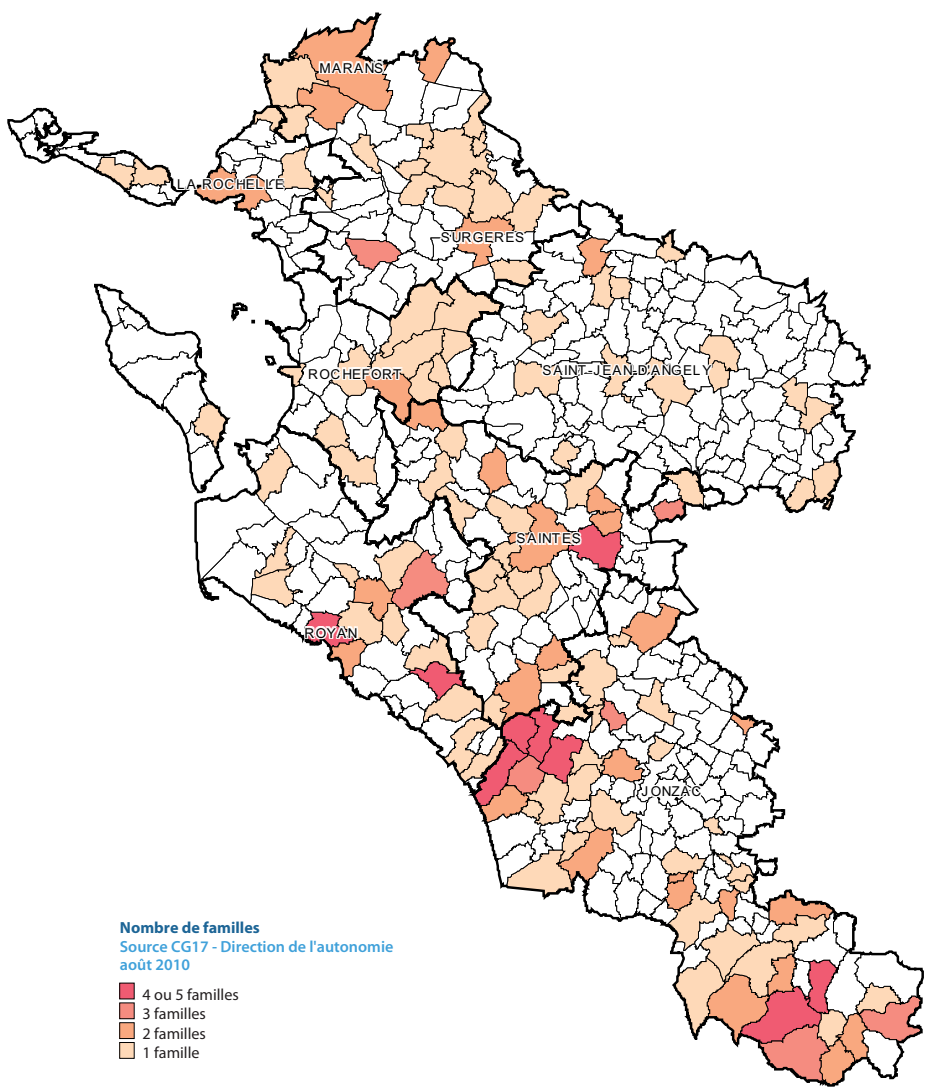 MARANS
LA ROCHELLE
SURGERES
ROCHEFORT
SAINT-JEAN-D'ANGELY
SAINTES
ROYAN
JONZAC
Nombre de familles
Source CG17 - Direction de l'autonomie
août 2010
4 ou 5 familles
3 familles
2 familles
1 famille